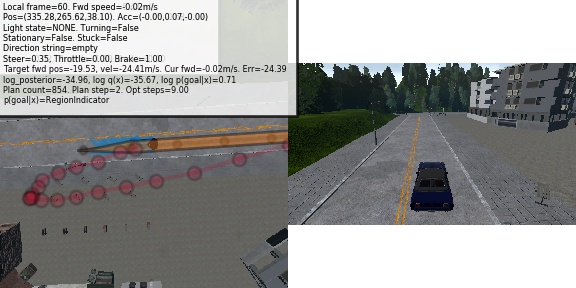 Local frame=60. Fwd speed=-0.02m/s
Pos=(335.28,265.62,38.10). Acc=(-0.00,0.07,-0.00)
Light state=NONE. Turning=False
Stationary=False. Stuck=False
Direction string=empty
Steer=0.35, Throttle=0.00, Brake=1.00
Target fwd pos=-19.53, vel=-24.41m/s. Cur fwd=-0.02m/s. Err=-24.39
log_posterior=-34.96, log q(x)=-35.67, log p(goal|x)=0.71
Plan count=854. Plan step=2. Opt steps=9.00
p(goal|x)=RegionIndicator